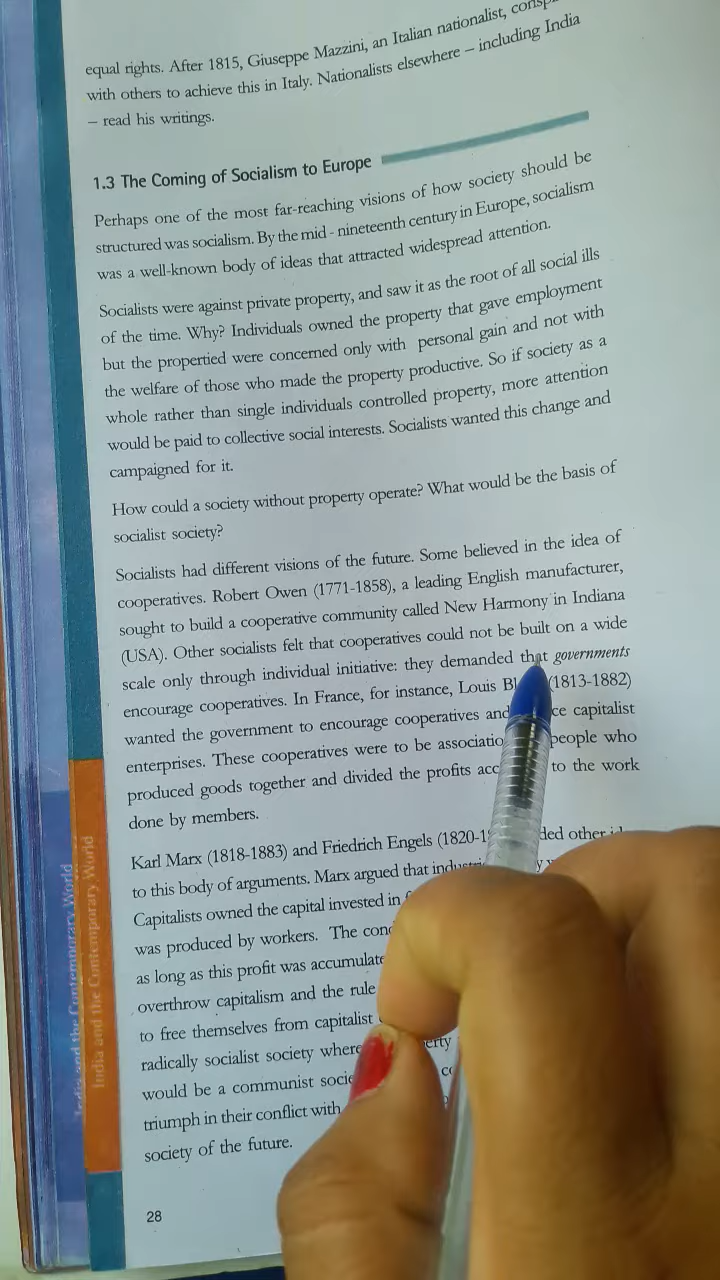 equal rights. After 1815, Giuseppe Mazzini, an Italian nationalist,
with others to achieve this in Italy. Nationalists elsewhere – including India
– read his writings.
1.3 The Coming of Socialism to Europe
Perhaps one of the most far-reaching visions of how society should be
structured was socialism. By the mid - nineteenth century in Europe, socialism
was a well-known body of ideas that attracted widespread attention.
Socialists were against private property, and saw it as the root of all social ills
of the time. Why? Individuals owned the property that gave employment
but the propertied were concerned only with personal gain and not with
the welfare of those who made the property productive. So if society as a
whole rather than single individuals controlled property, more attention
would be paid to collective social interests. Socialists wanted this change and
campaigned for it.
How could a society without property operate? What would be the basis of
socialist society?
Socialists had different visions of the future. Some believed in the idea of
cooperatives. Robert Owen (1771-1858), a leading English manufacturer,
sought to build a cooperative community called New Harmony in Indiana
(USA). Other socialists felt that cooperatives could not be built on a wide
scale only through individual initiative: they demanded that governments
encourage cooperatives. In France, for instance, Louis (1813-1882)
wanted the government to encourage cooperatives and capitalist
enterprises. These cooperatives were to be people who
produced goods together and divided the profits to the work
done by members.
Karl Marx (1818-1883) and Friedrich Engels (1820- other
to this body of arguments. Marx argued that
Capitalists owned the capital invested in
was produced by workers. The
as long as this profit was
overthrow capitalism and the rule
to free themselves from capitalist
radically socialist society where
would be a communist
triumph in their conflict with
society of the future.
28
India and the Contemporary World
India and the Contemporary World